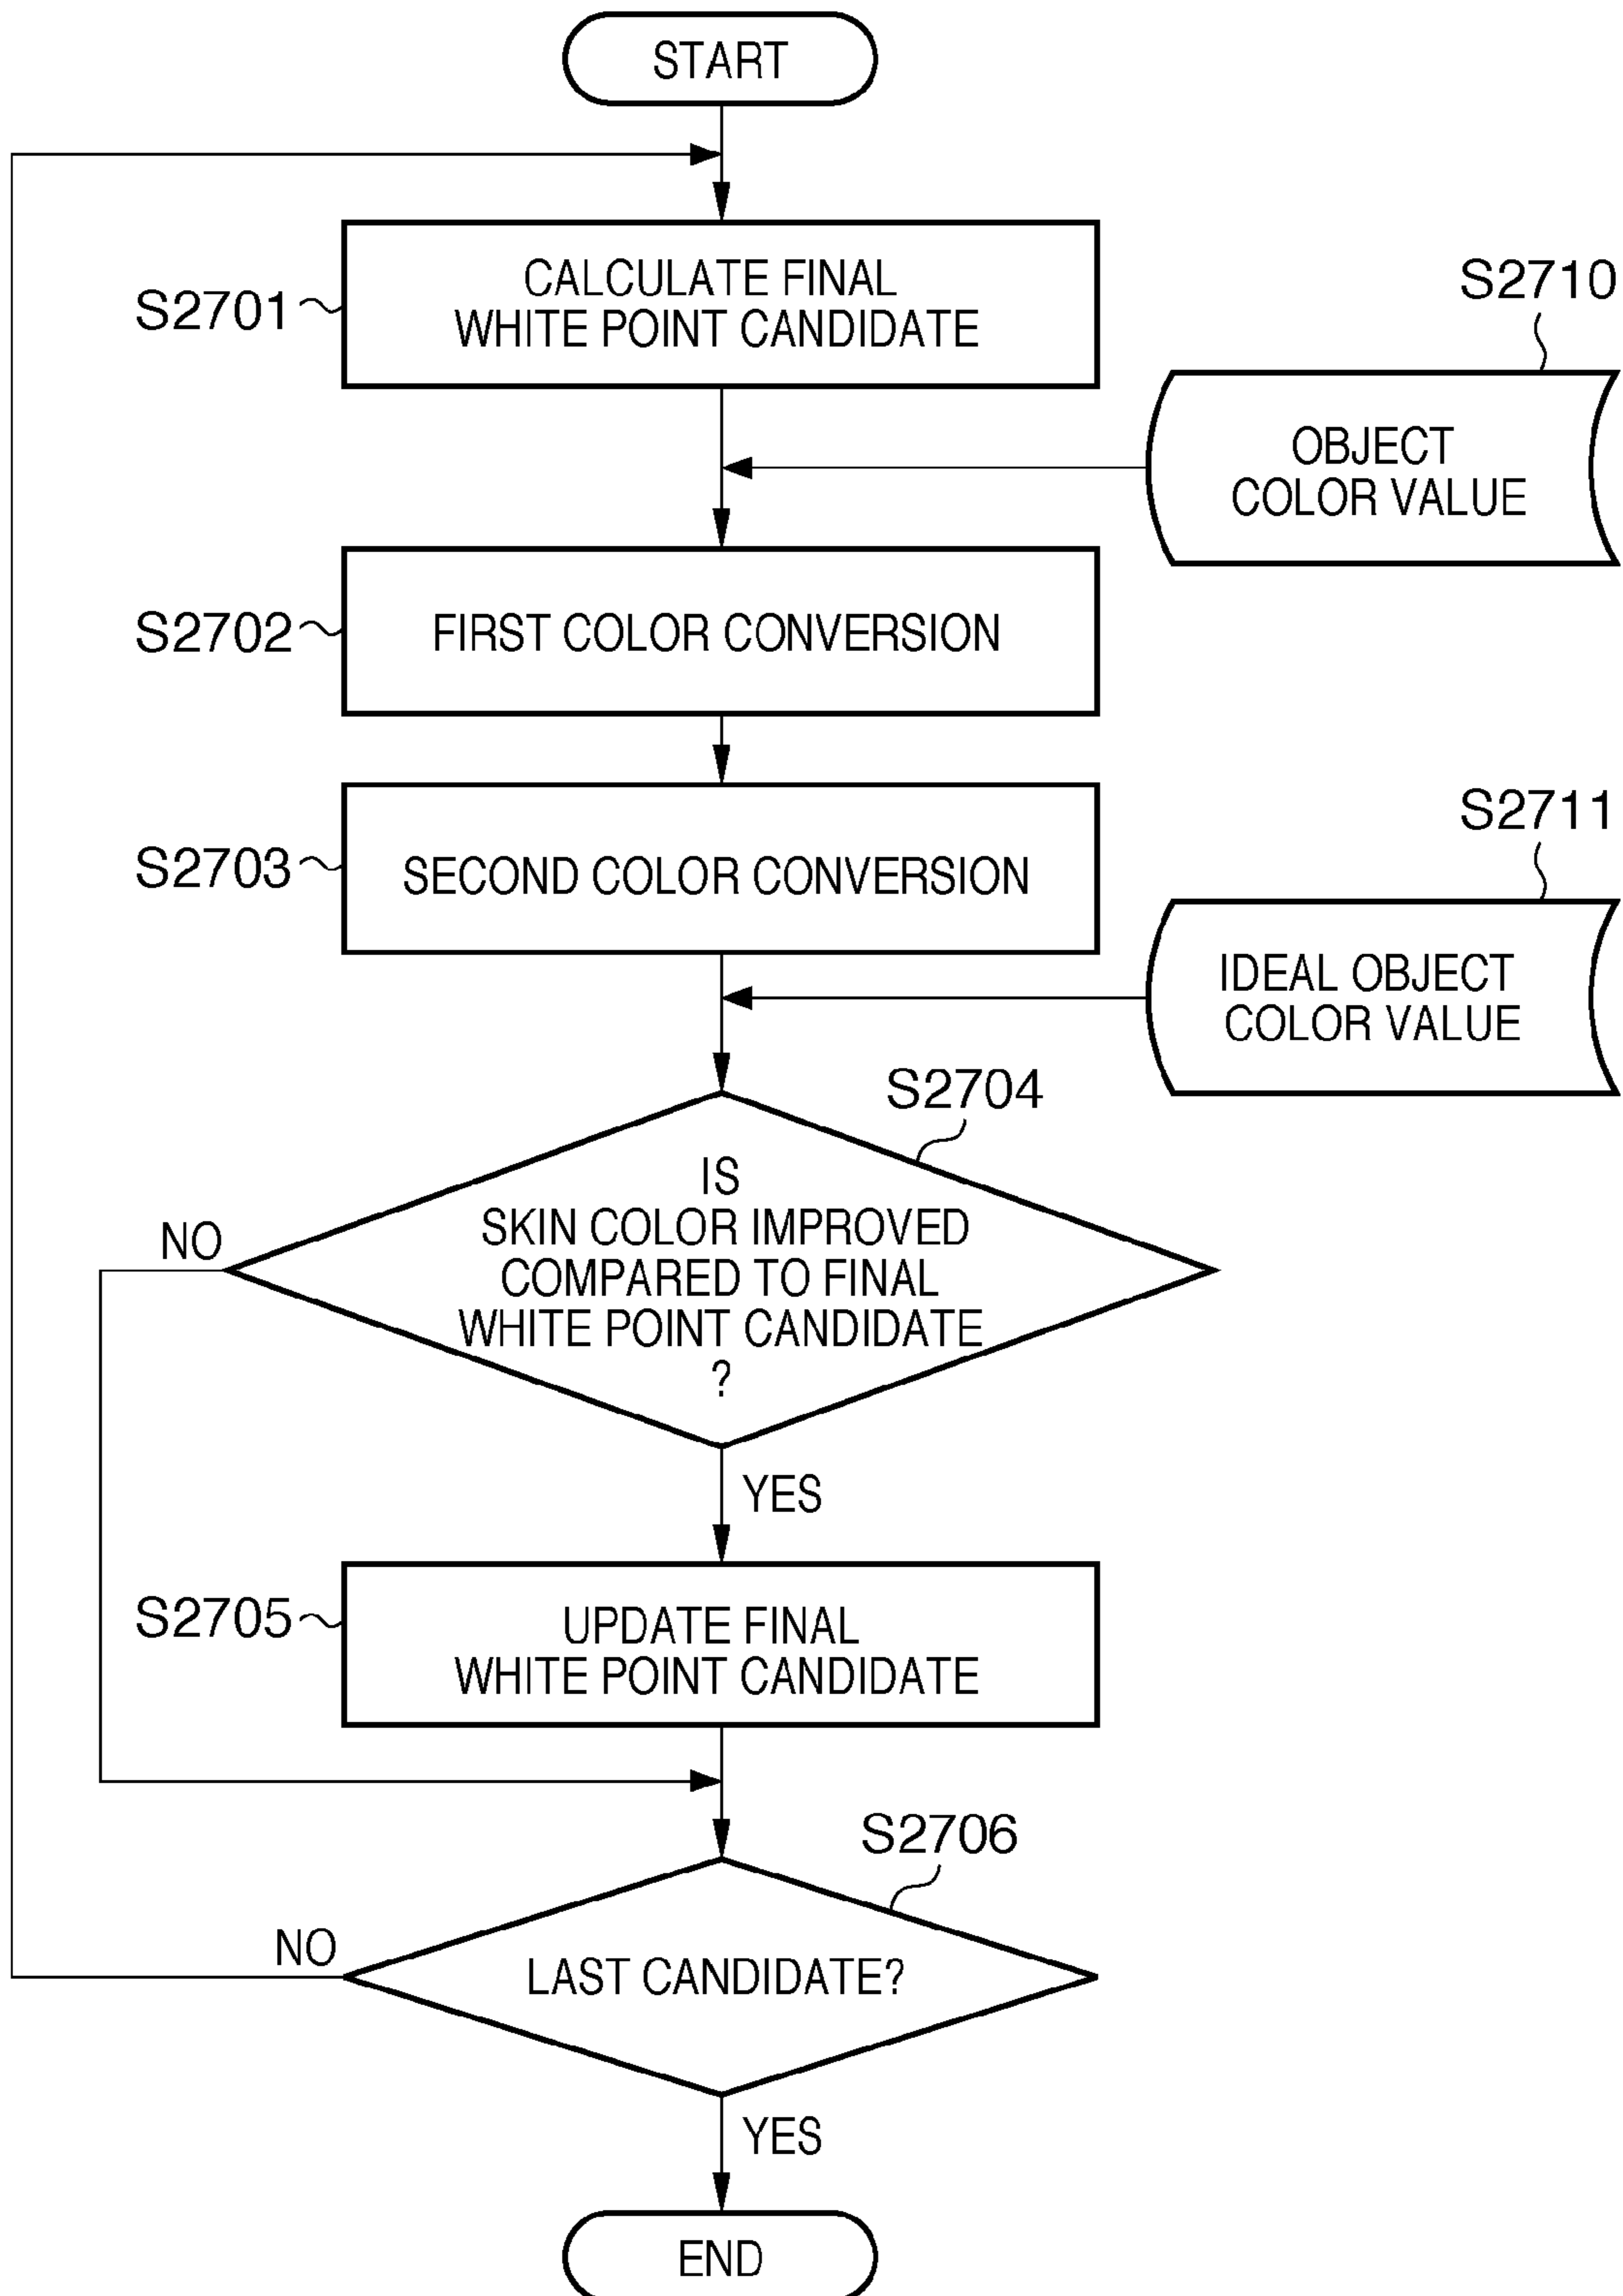 START
CALCULATE FINAL
WHITE POINT CANDIDATE
S2701
S2710
OBJECT
COLOR VALUE
S2702
FIRST COLOR CONVERSION
S2703
SECOND COLOR CONVERSION
S2711
IDEAL OBJECT
COLOR VALUE
S2704
IS
SKIN COLOR IMPROVED
COMPARED TO FINAL
WHITE POINT CANDIDATE
?
NO
YES
S2705
UPDATE FINAL
WHITE POINT CANDIDATE
S2706
LAST CANDIDATE?
NO
YES
END